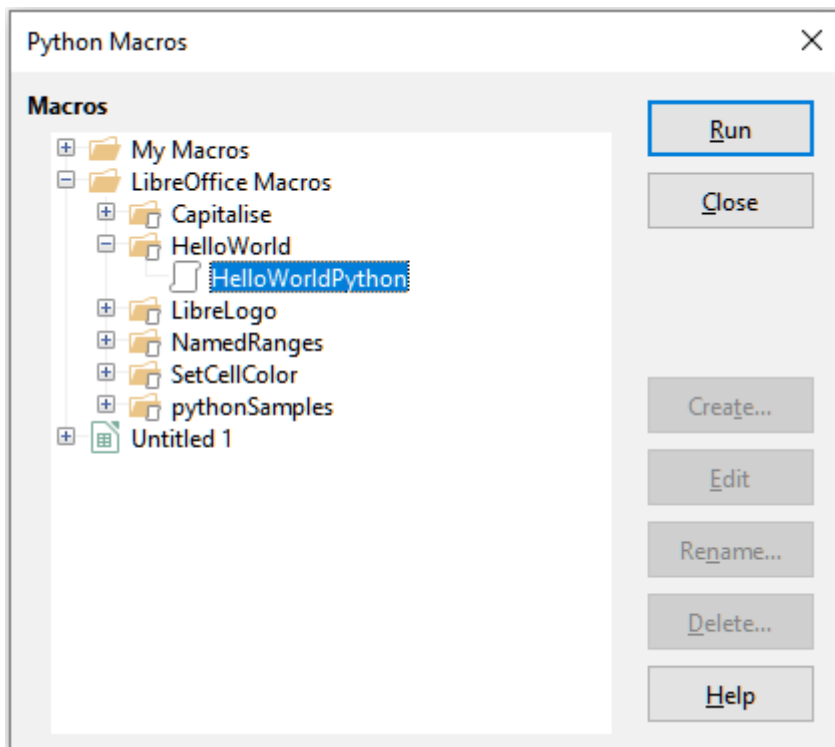 Python Macros
Macros
My Macros
LibreOffice Macros
Capitalise
HelloWorld
HelloWorldPython
LibreLogo
NamedRanges
SetCellColor
pythonSamples
Untitled 1
Run
Close
Create...
Edit
Rename...
Delete...
Help